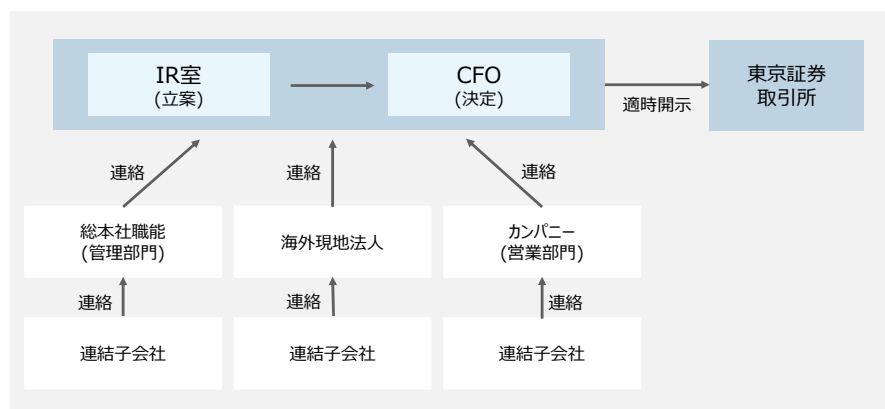 IR室
(立案)
CFO
(決定)
適時開示
東京証券
取引所
連絡
連絡
連絡
総本社職能
(管理部門)
海外現地法人
カンパニー
(営業部門)
連絡
連絡
連絡
連結子会社
連結子会社
連結子会社